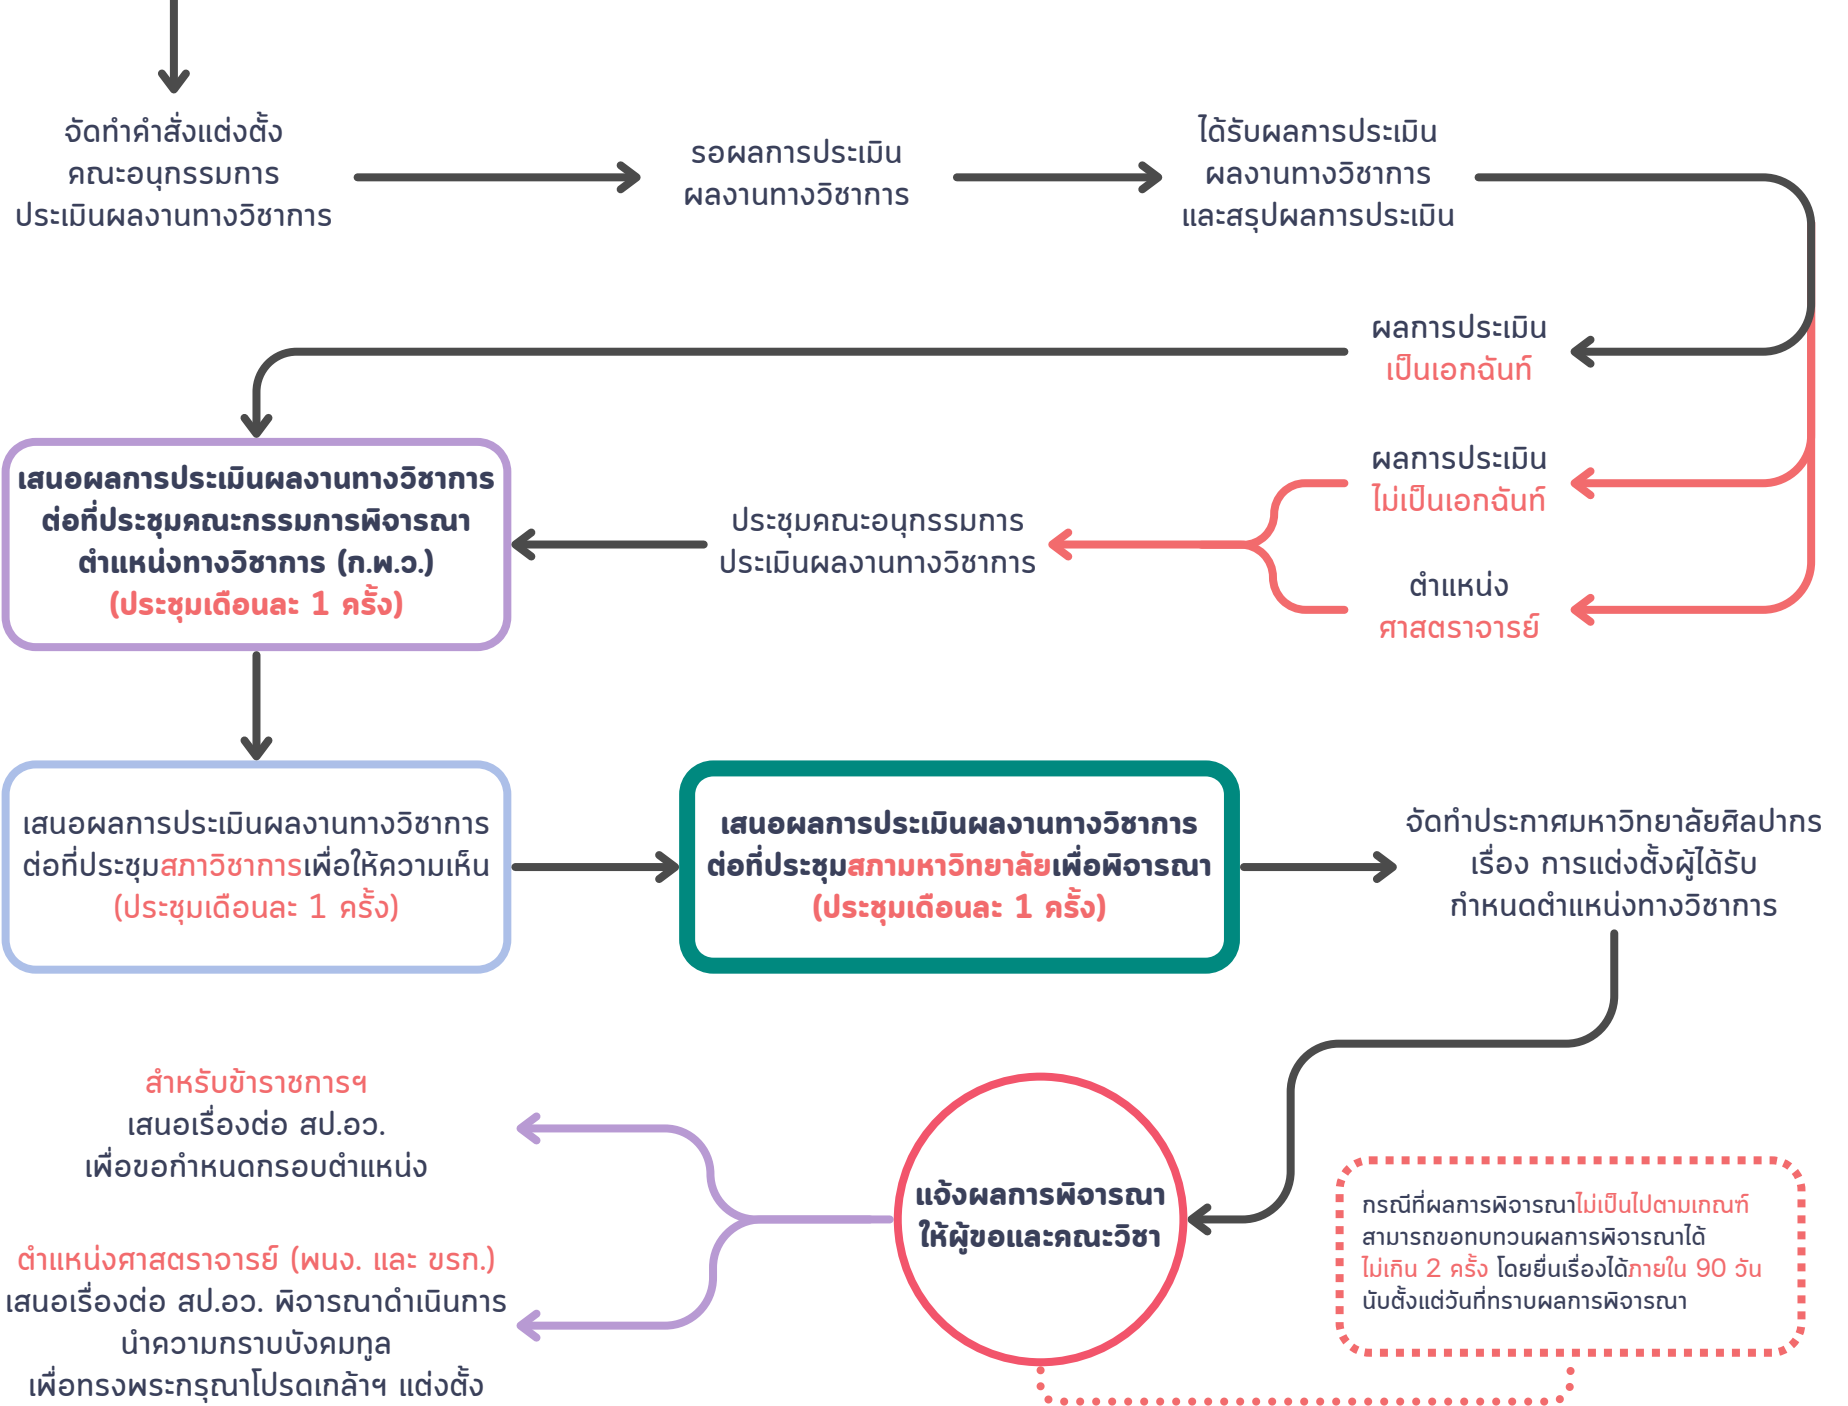 จัดทำคำสั่งแต่งตั้ง
คณะอนุกรรมการ
ประเมินผลงานทางวิชาการ
รอผลการประเมิน
ผลงานทางวิชาการ
ได้รับผลการประเมิน
ผลงานทางวิชาการ
และสรุปผลการประเมิน
ผลการประเมิน
เป็นเอกฉันท์
ผลการประเมิน
ไม่เป็นเอกฉันท์
ตำแหน่ง
ศาสตราจารย์
ประชุมคณะอนุกรรมการ
ประเมินผลงานทางวิชาการ
เสนอผลการประเมินผลงานทางวิชาการ
ต่อที่ประชุมคณะกรรมการพิจารณา
ตำแหน่งทางวิชาการ (ก.พ.ว.)
(ประชุมเดือนละ 1 ครั้ง)
เสนอผลการประเมินผลงานทางวิชาการ
ต่อที่ประชุมสภาวิชาการเพื่อให้ความเห็น
(ประชุมเดือนละ 1 ครั้ง)
เสนอผลการประเมินผลงานทางวิชาการ
ต่อที่ประชุมสภามหาวิทยาลัยเพื่อพิจารณา
(ประชุมเดือนละ 1 ครั้ง)
จัดทำประกาศมหาวิทยาลัยศิลปากร
เรื่อง การแต่งตั้งผู้ได้รับ
กำหนดตำแหน่งทางวิชาการ
แจ้งผลการพิจารณา
ให้ผู้ขอและคณะวิชา
กรณีที่ผลการพิจารณาไม่เป็นไปตามเกณฑ์
สามารถขอทบทวนผลการพิจารณาได้
ไม่เกิน 2 ครั้ง โดยยื่นเรื่องได้ภายใน 90 วัน
นับตั้งแต่วันที่ทราบผลการพิจารณา
สำหรับข้าราชการฯ
เสนอเรื่องต่อ สป.อว.
เพื่อขอกำหนดกรอบตำแหน่ง
ตำแหน่งศาสตราจารย์ (พนง. และ ขรก.)
เสนอเรื่องต่อ สป.อว. พิจารณาดำเนินการ
นำความกราบบังคมทูล
เพื่อทรงพระกรุณาโปรดเกล้าฯ แต่งตั้ง